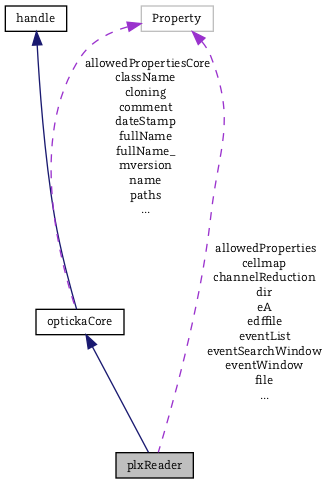 handle
Property
allowedPropertiesCore
className
cloning
comment
dateStamp
fullName
fullName_
mversion
name
paths
...
allowedProperties
cellmap
channelReduction
dir
eA
edffile
eventList
eventSearchWindow
eventWindow
file
...
optickaCore
plxReader